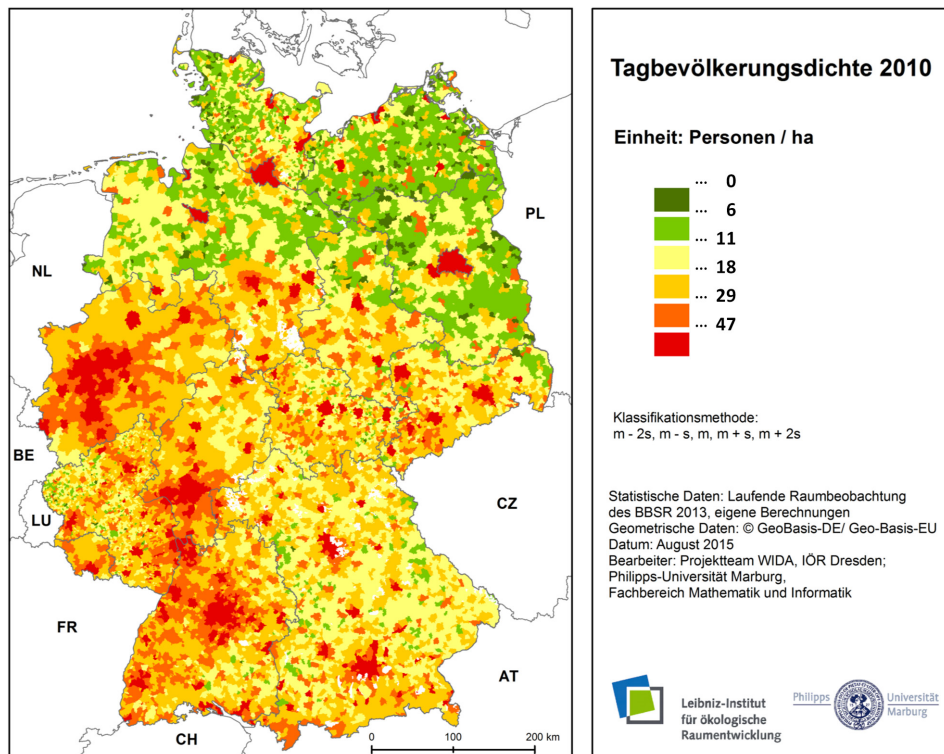 Tagbevölkerungsdichte 2010
Einheit: Personen / ha
... 0
... 6
... 11
... 18
... 29
... 47
PL
NL
BE
LU
CZ
FR
AT
CH
0 100 200 km
Klassifikationsmethode:
m - 2s, m - s, m, m + s, m + 2s
Statistische Daten: Laufende Raumbeobachtung
des BBSR 2013, eigene Berechnungen
Geometrische Daten: © GeoBasis-DE/ Geo-Basis-EU
Datum: August 2015
Bearbeiter: Projektteam WIDA, IÖR Dresden;
Philipps-Universität Marburg,
Fachbereich Mathematik und Informatik
Leibniz-Institut
für ökologische
Raumentwicklung
Philipps Universität
Marburg